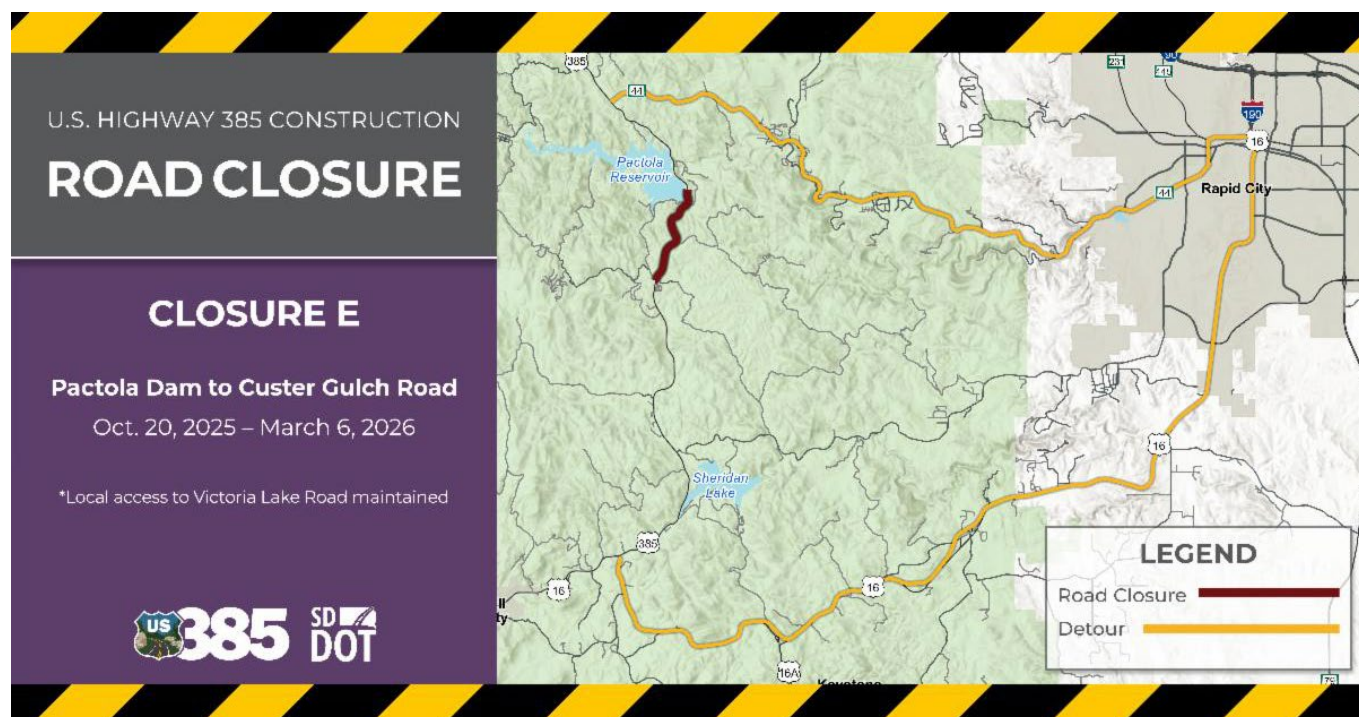 U.S. HIGHWAY 385 CONSTRUCTION
ROAD CLOSURE
CLOSURE E
Pactola Dam to Custer Gulch Road
Oct. 20, 2025 – March 6, 2026
*Local access to Victoria Lake Road maintained
US 385
SD DOT
385
44
Pactola
Reservoir
231
190
16
Rapid City
44
16
Sheridan
Lake
385
16
16
16A
LEGEND
Road Closure
Detour
79